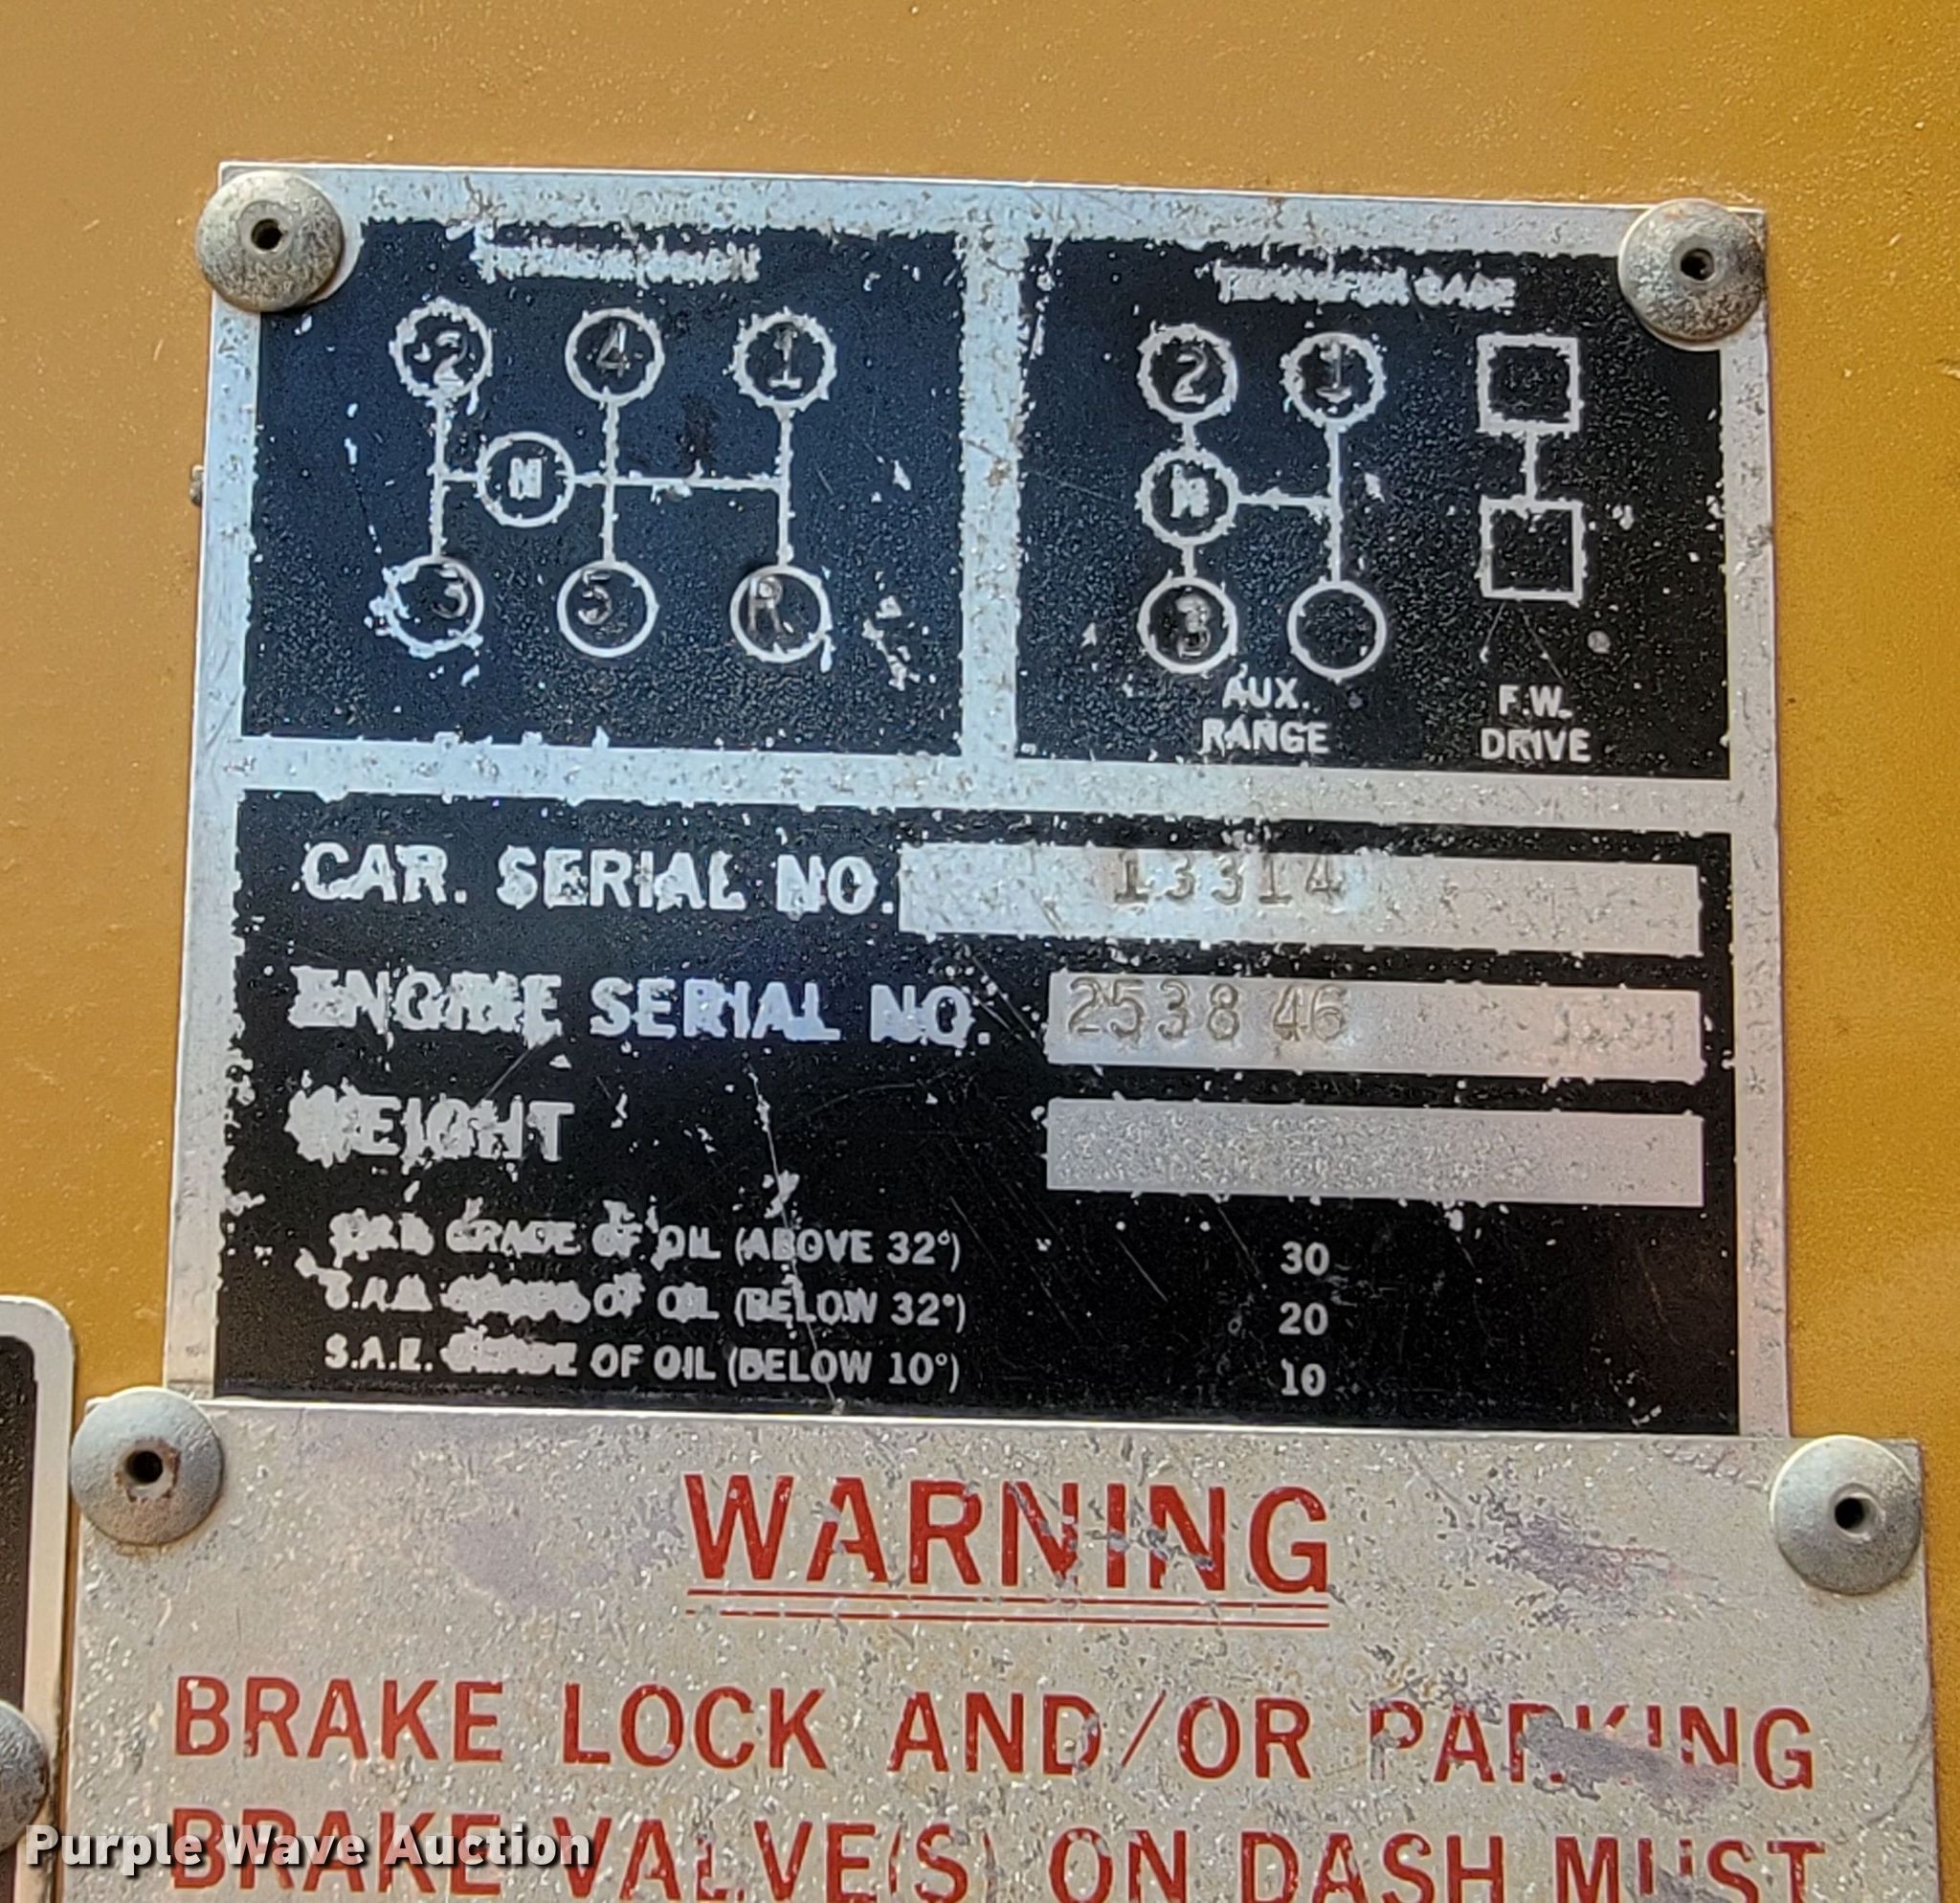 TRANSMISSION
TRANSFER CASE
2 4 1
2 1
N
N
3 5 R
3
AUX.
RANGE
F.W.
DRIVE
CAR. SERIAL NO. 13314
ENGINE SERIAL NO. 253846
WEIGHT
S.A.E. GRADE OF OIL (ABOVE 32°) 30
S.A.E. GRADE OF OIL (BELOW 32°) 20
S.A.E. GRADE OF OIL (BELOW 10°) 10
WARNING
BRAKE LOCK AND/OR PARKING
BRAKE VALVE(S) ON DASH MUST
Purple Wave Auction